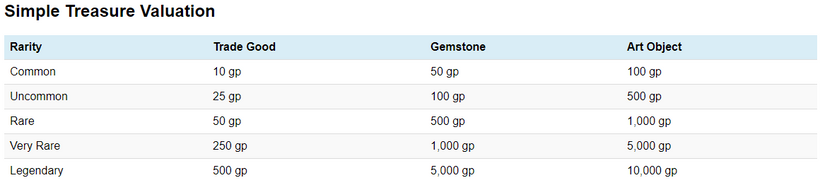 Simple Treasure Valuation
Rarity Trade Good Gemstone Art Object
Common 10 gp 50 gp 100 gp
Uncommon 25 gp 100 gp 500 gp
Rare 50 gp 500 gp 1,000 gp
Very Rare 250 gp 1,000 gp 5,000 gp
Legendary 500 gp 5,000 gp 10,000 gp